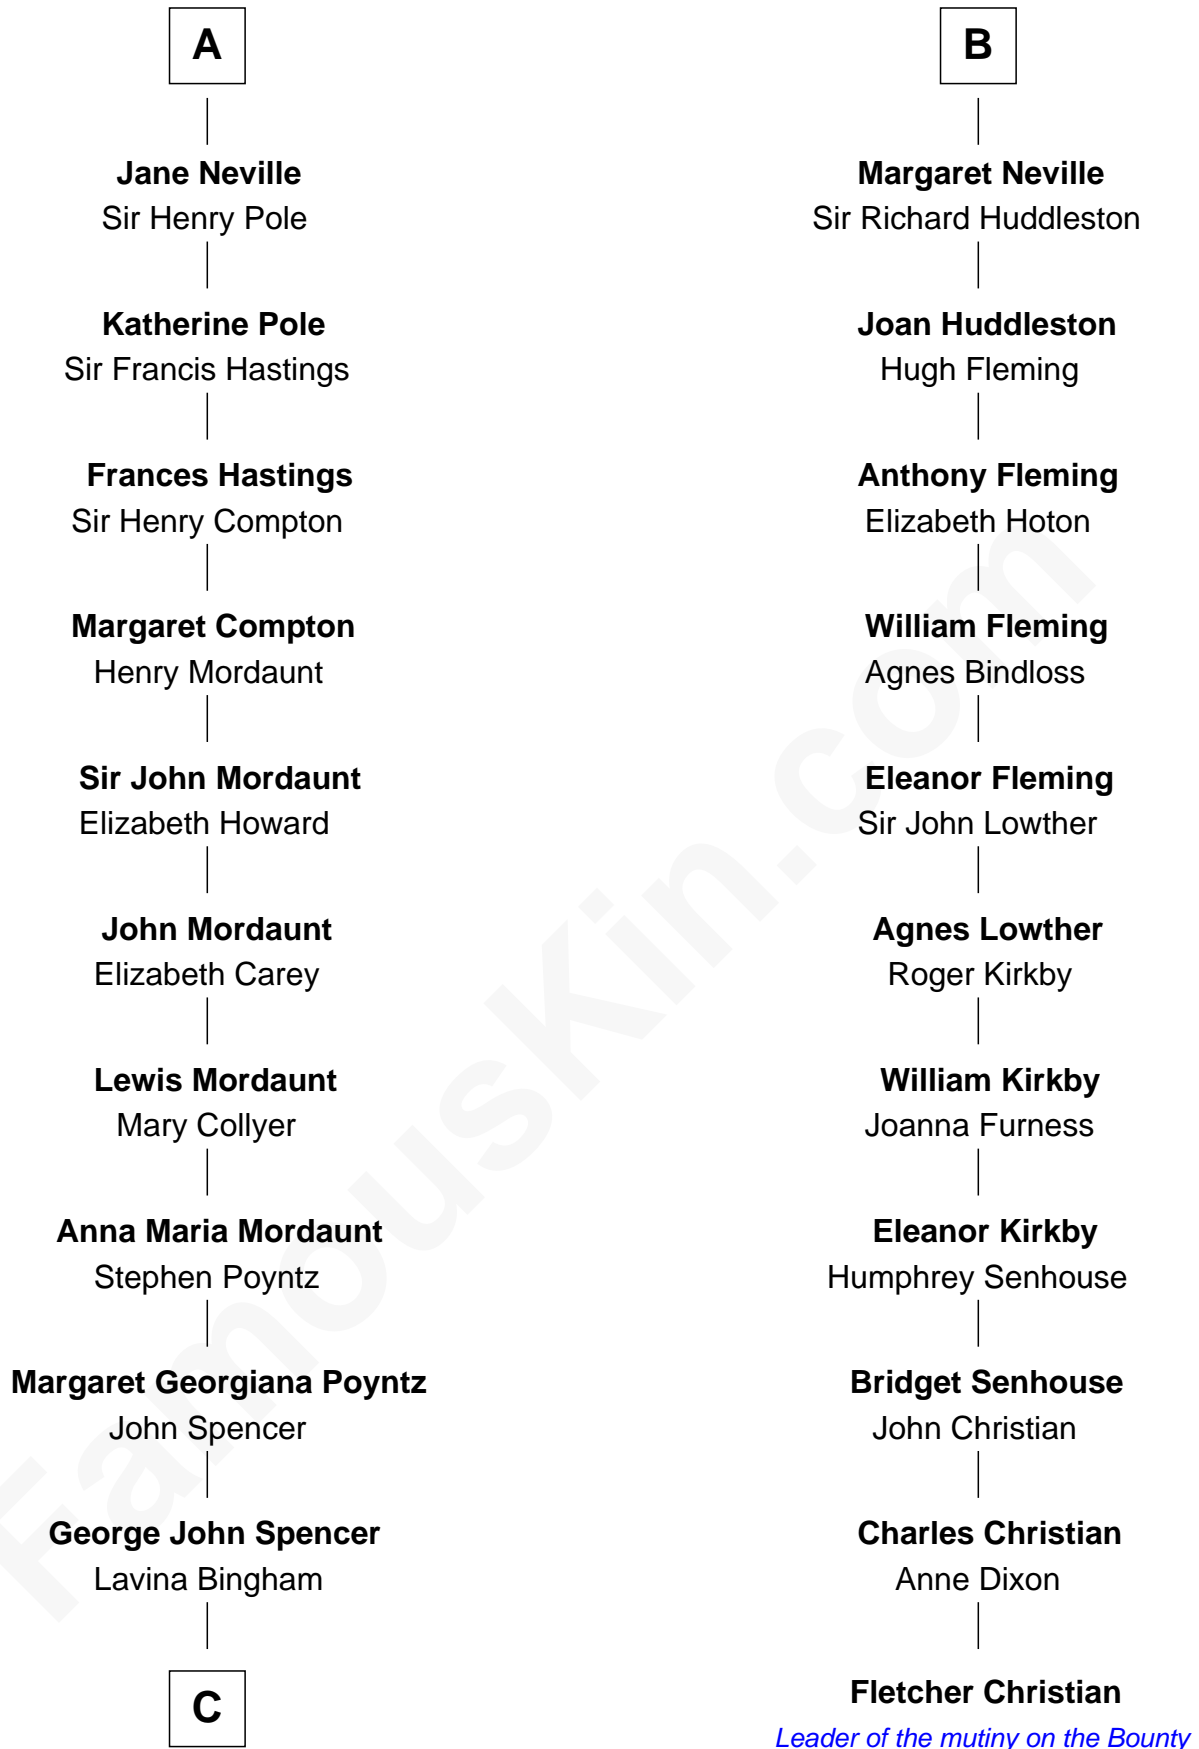 A
Jane Neville
Sir Henry Pole
Katherine Pole
Sir Francis Hastings
Frances Hastings
Sir Henry Compton
Margaret Compton
Henry Mordaunt
Sir John Mordaunt
Elizabeth Howard
John Mordaunt
Elizabeth Carey
Lewis Mordaunt
Mary Collyer
Anna Maria Mordaunt
Stephen Poyntz
Margaret Georgiana Poyntz
John Spencer
George John Spencer
Lavina Bingham
C
B
Margaret Neville
Sir Richard Huddleston
Joan Huddleston
Hugh Fleming
Anthony Fleming
Elizabeth Hoton
William Fleming
Agnes Bindloss
Eleanor Fleming
Sir John Lowther
Agnes Lowther
Roger Kirkby
William Kirkby
Joanna Furness
Eleanor Kirkby
Humphrey Senhouse
Bridget Senhouse
John Christian
Charles Christian
Anne Dixon
Fletcher Christian
Leader of the mutiny on the Bounty
FamousKin.com